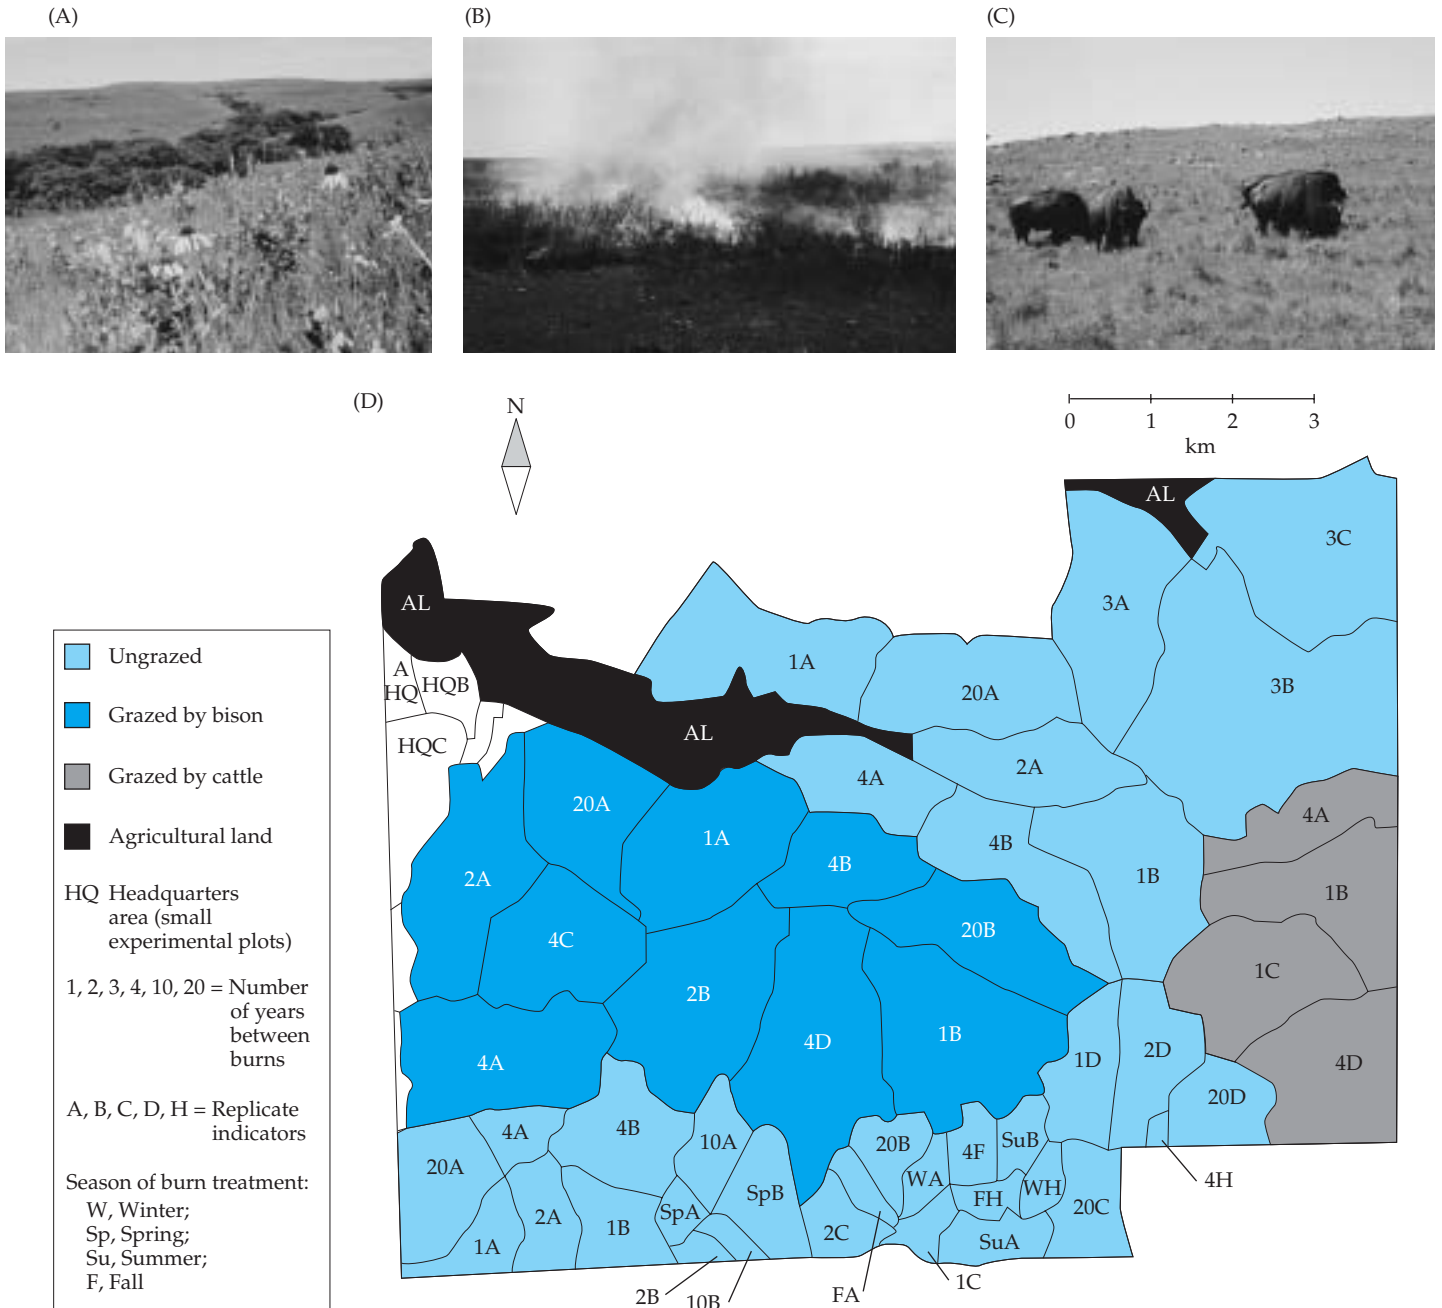 (A)
(B)
(C)
(D)
N
0 1 2 3
km
AL
3C
3A
AL
1A
20A
3B
A
HQ
HQB
HQC
AL
2A
4A
20A
4A
1A
4B
4B
1B
2A
1B
4C
20B
1C
2B
4D
1B
1D
2D
4D
4A
20D
4A
4B
10A
20B
4F
SuB
20A
WA
4H
SpA
SpB
FH
WH
20C
2A
1B
2C
SuA
1A
2B
10B
FA
1C
Ungrazed
Grazed by bison
Grazed by cattle
Agricultural land
HQ Headquarters
area (small
experimental plots)
1, 2, 3, 4, 10, 20 = Number
of years
between
burns
A, B, C, D, H = Replicate
indicators
Season of burn treatment:
W, Winter;
Sp, Spring;
Su, Summer;
F, Fall